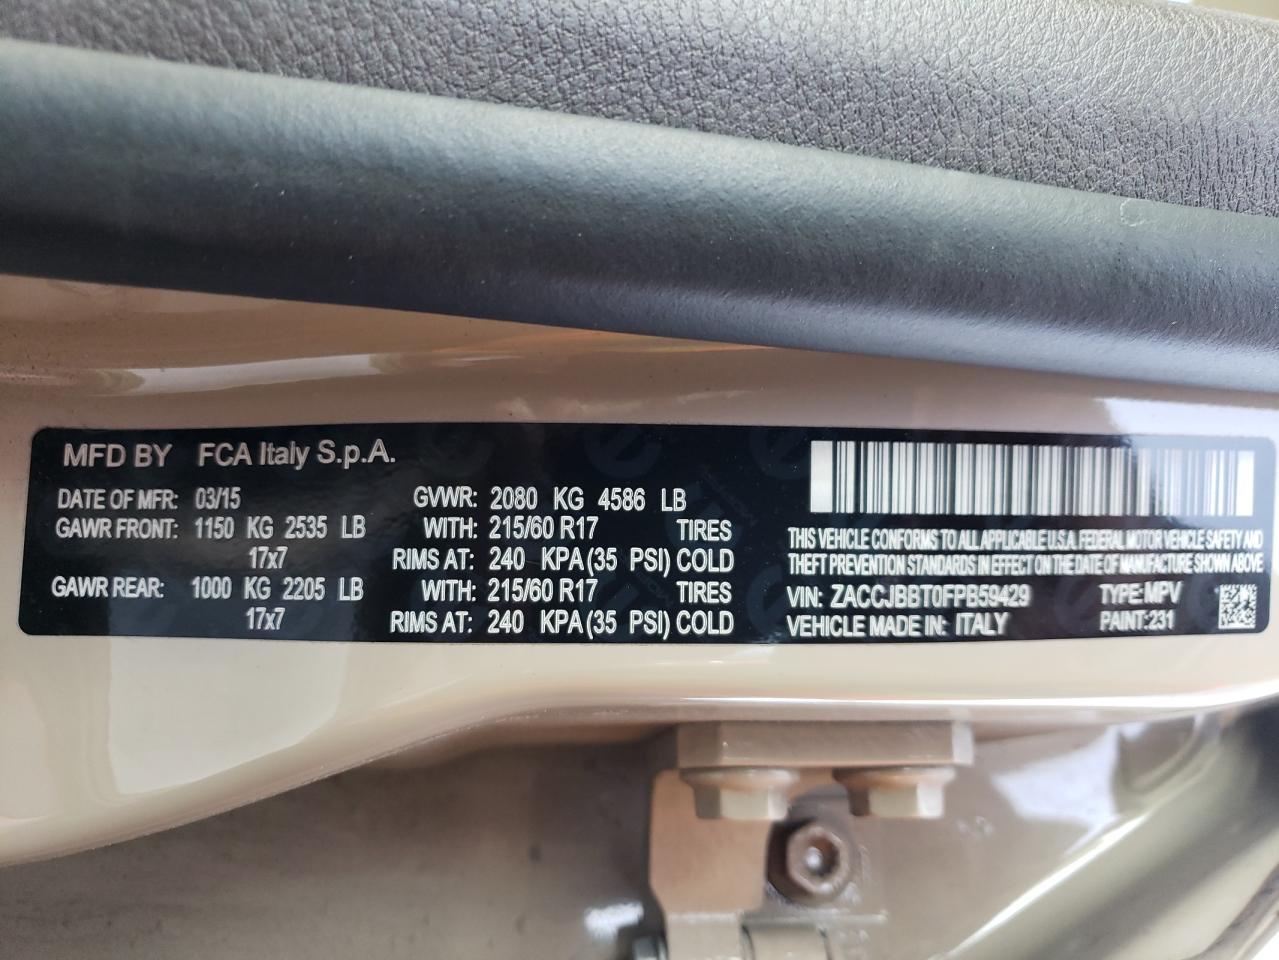 MFD BY FCA Italy S.p.A.
DATE OF MFR: 03/15 GVWR: 2080 KG 4586 LB
GAWR FRONT: 1150 KG 2535 LB WITH: 215/60 R17 TIRES
17x7 RIMS AT: 240 KPA (35 PSI) COLD
GAWR REAR: 1000 KG 2205 LB WITH: 215/60 R17 TIRES
17x7 RIMS AT: 240 KPA (35 PSI) COLD
THIS VEHICLE CONFORMS TO ALL APPLICABLE U.S.A. FEDERAL MOTOR VEHICLE SAFETY AND
THEFT PREVENTION STANDARDS IN EFFECT ON THE DATE OF MANUFACTURE SHOWN ABOVE
VIN: ZACCJBBT0FPB59429 TYPE: MPV
VEHICLE MADE IN: ITALY PAINT: 231